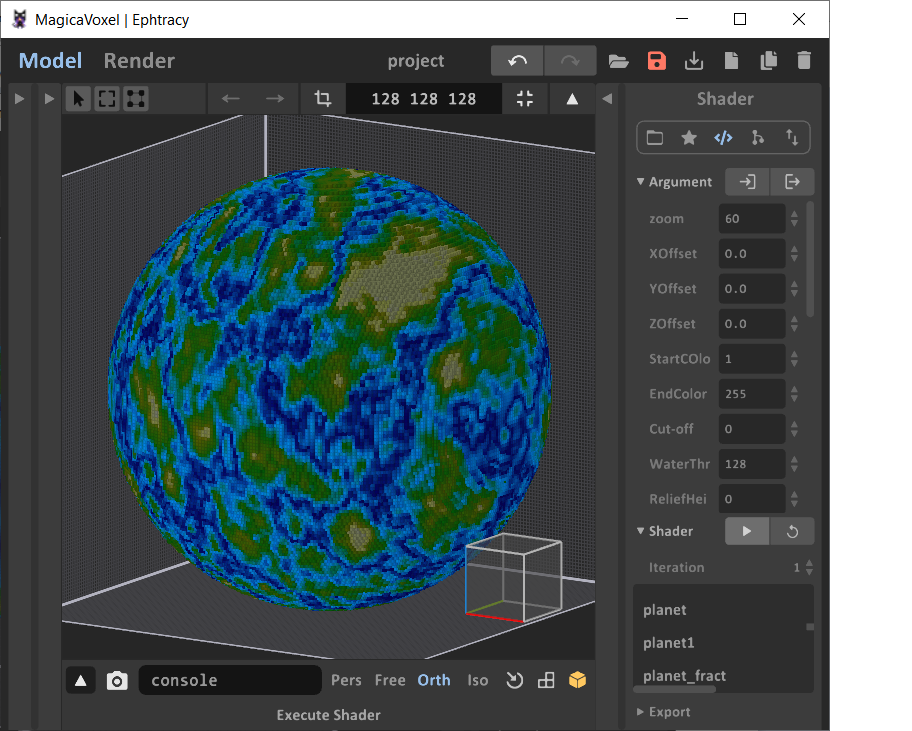 MagicaVoxel | Ephtracy
Model Render project
128 128 128
Shader
Argument
zoom 60
XOffset 0.0
YOffset 0.0
ZOffset 0.0
StartCOlo 1
EndColor 255
Cut-off 0
WaterThr 128
ReliefHei 0
Shader
Iteration 1
planet
planet1
planet_fract
Export
console Pers Free Orth Iso
Execute Shader